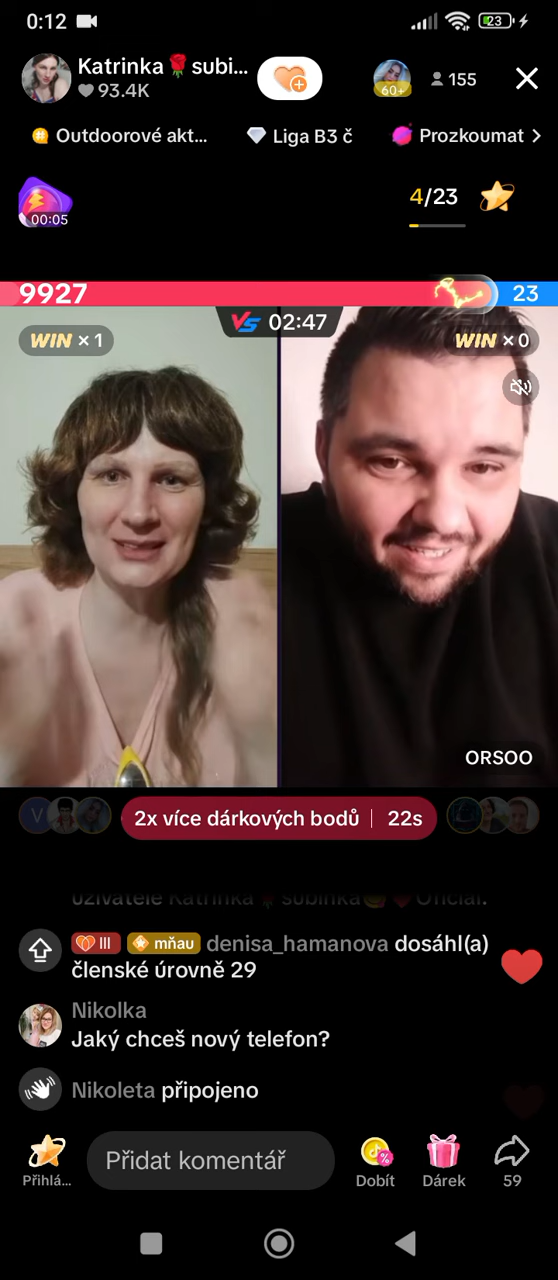 0:12
23
Katrinka🌹subi...
93.4K
60+
155
Outdoorové akt...
Liga B3 č
Prozkoumat
00:05
4/23
9927
23
VS 02:47
WIN × 1
WIN × 0
ORSOO
V
2x více dárkových bodů | 22s
uživatele Katrinka🌹subinka😋❤️Official.
III mňau denisa_hamanova dosáhl(a)
členské úrovně 29
Nikolka
Jaký chceš nový telefon?
Nikoleta připojeno
Přidat komentář
Přihlá...
Dobít
Dárek
59